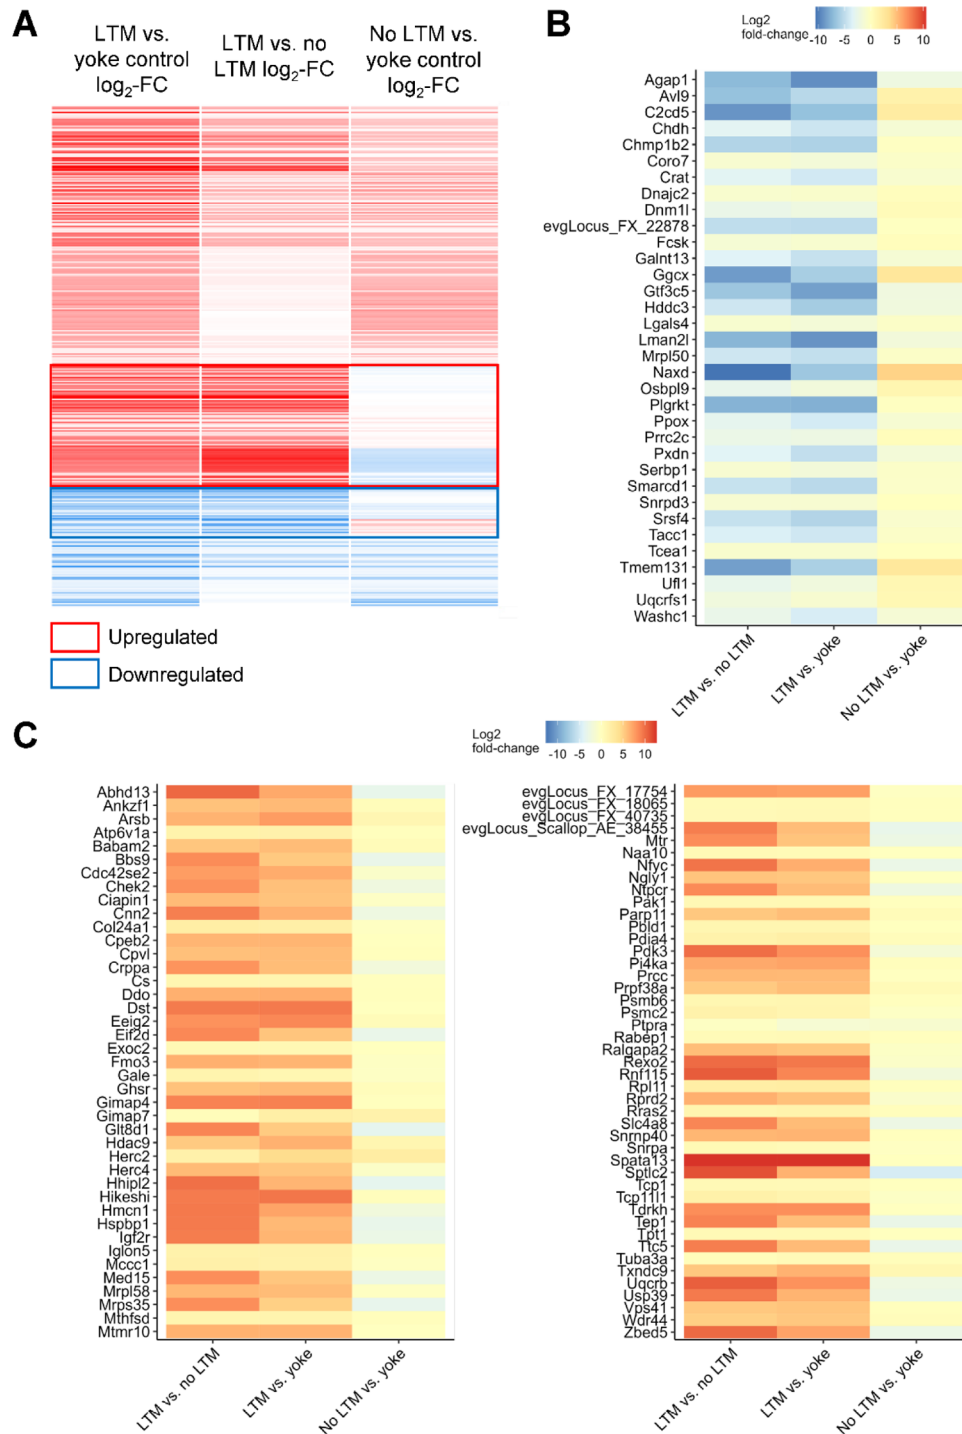 A
LTM vs.
yoke control
log2-FC
LTM vs. no
LTM log2-FC
No LTM vs.
yoke control
log2-FC
Upregulated
Downregulated
B
Log2
fold-change
-10 -5 0 5 10
Agap1
Avl9
C2cd5
Chdh
Chmp1b2
Coro7
Crat
Dnajc2
Dnm1l
evgLocus_FX_22878
Fcsk
Galnt13
Ggcx
Gtf3c5
Hddc3
Lgals4
Lman2l
Mrpl50
Naxd
Osbpl9
Plgrkt
Ppox
Prrc2c
Pxdn
Serbp1
Smarcd1
Snrpd3
Srsf4
Tacc1
Tcea1
Tmem131
Ufl1
Uqcrfs1
Washc1
LTM vs. no LTM
LTM vs. yoke
No LTM vs. yoke
C
Log2
fold-change
-10 -5 0 5 10
Abhd13
Ankzf1
Arsb
Atp6v1a
Babam2
Bbs9
Cdc42se2
Chek2
Ciapin1
Cnn2
Col24a1
Cpeb2
Cpvl
Crppa
Cs
Ddo
Dst
Eeig2
Eif2d
Exoc2
Fmo3
Gale
Ghsr
Gimap4
Gimap7
Glt8d1
Hdac9
Herc2
Herc4
Hhipl2
Hikeshi
Hmcn1
Hspbp1
Igf2r
Iglon5
Mccc1
Med15
Mrpl58
Mrps35
Mthfsd
Mtmr10
LTM vs. no LTM
LTM vs. yoke
No LTM vs. yoke
evgLocus_FX_17754
evgLocus_FX_18065
evgLocus_FX_40735
evgLocus_Scallop_AE_38455
Mtr
Naa10
Nfyc
Ngly1
Ntpcr
Pak1
Parp11
Pbld1
Pdia4
Pdk3
Pi4ka
Prcc
Prpf38a
Psmb6
Psmc2
Ptpra
Rabep1
Ralgapa2
Rexo2
Rnf115
Rpl11
Rprd2
Rras2
Slc4a8
Snrnp40
Snrpa
Spata13
Sptlc2
Tcp1
Tcp11l1
Tdrkh
Tep1
Tpt1
Ttc5
Tuba3a
Txndc9
Uqcrb
Usp39
Vps41
Wdr44
Zbed5
LTM vs. no LTM
LTM vs. yoke
No LTM vs. yoke